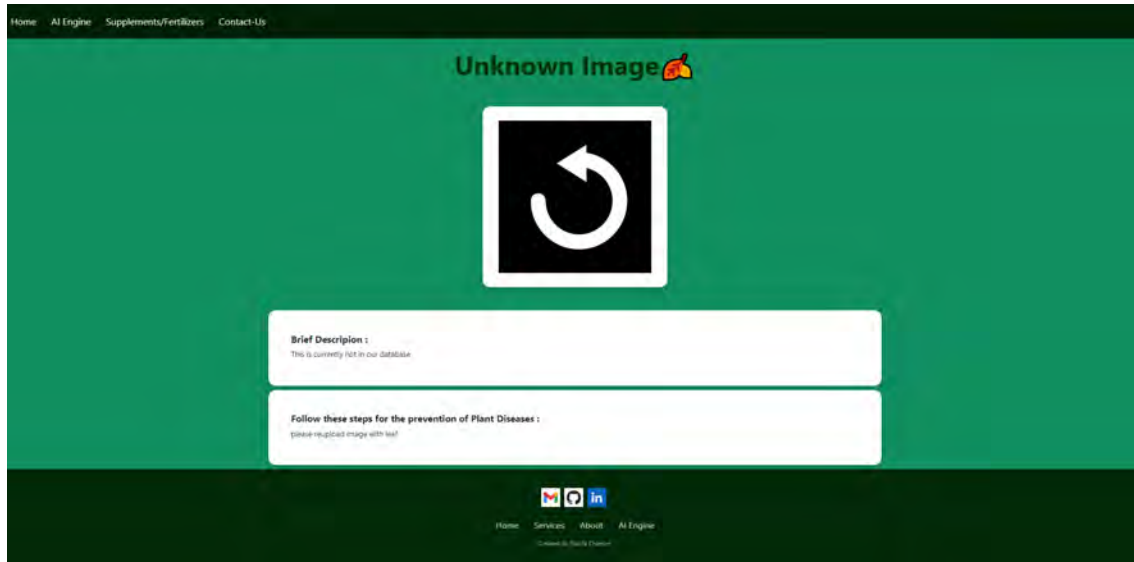 Home AI Engine Supplements/Fertilizers Contact-Us
Unknown Image
Brief Descripion :
This is currently not in our database
Follow these steps for the prevention of Plant Diseases :
please reupload image with leaf
in
Home Services About AI Engine